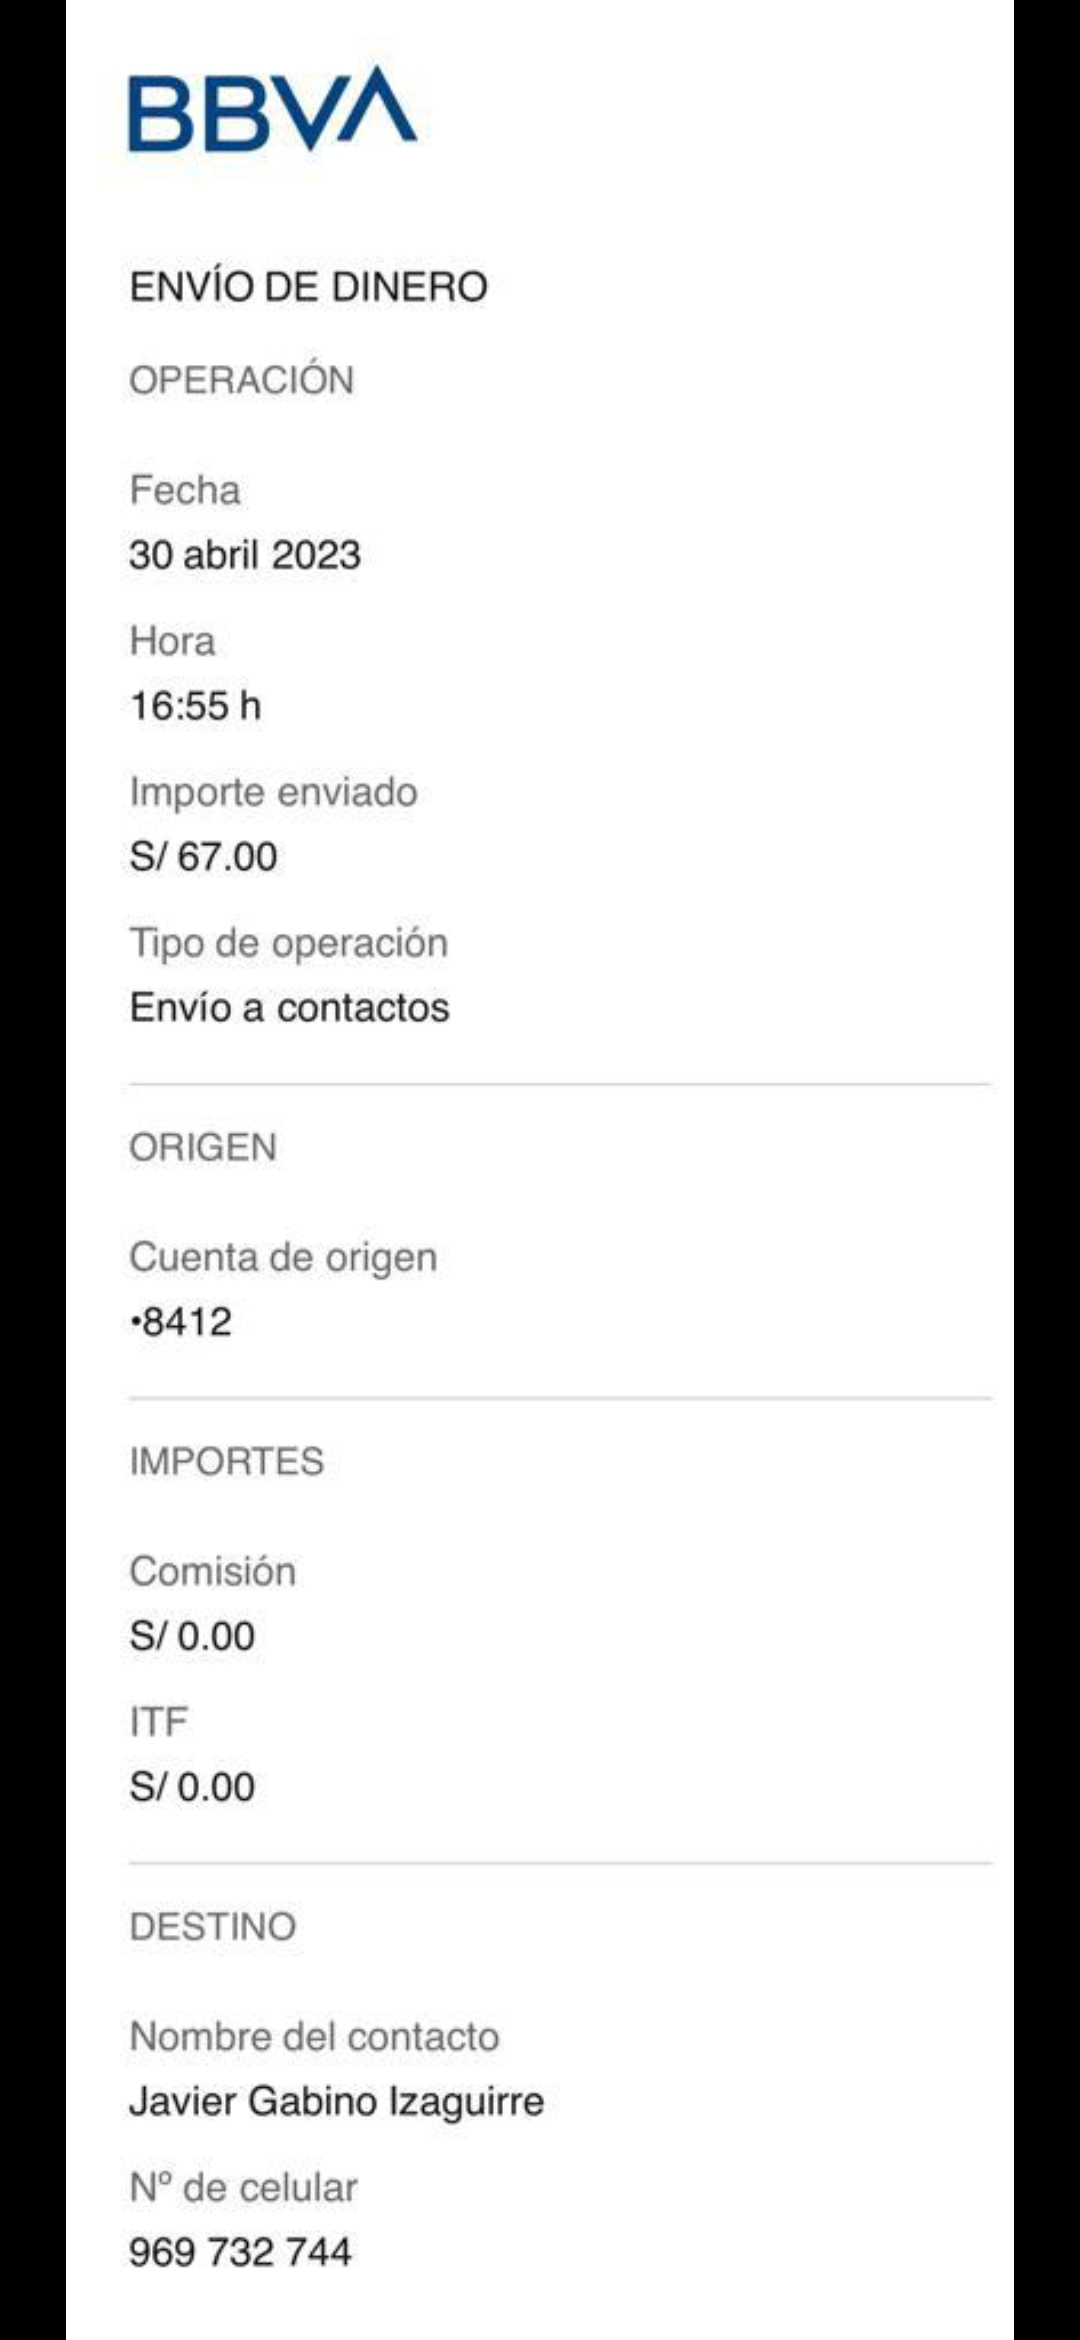 BBVA
ENVÍO DE DINERO
OPERACIÓN
Fecha
30 abril 2023
Hora
16:55 h
Importe enviado
S/ 67.00
Tipo de operación
Envío a contactos
ORIGEN
Cuenta de origen
•8412
IMPORTES
Comisión
S/ 0.00
ITF
S/ 0.00
DESTINO
Nombre del contacto
Javier Gabino Izaguirre
Nº de celular
969 732 744